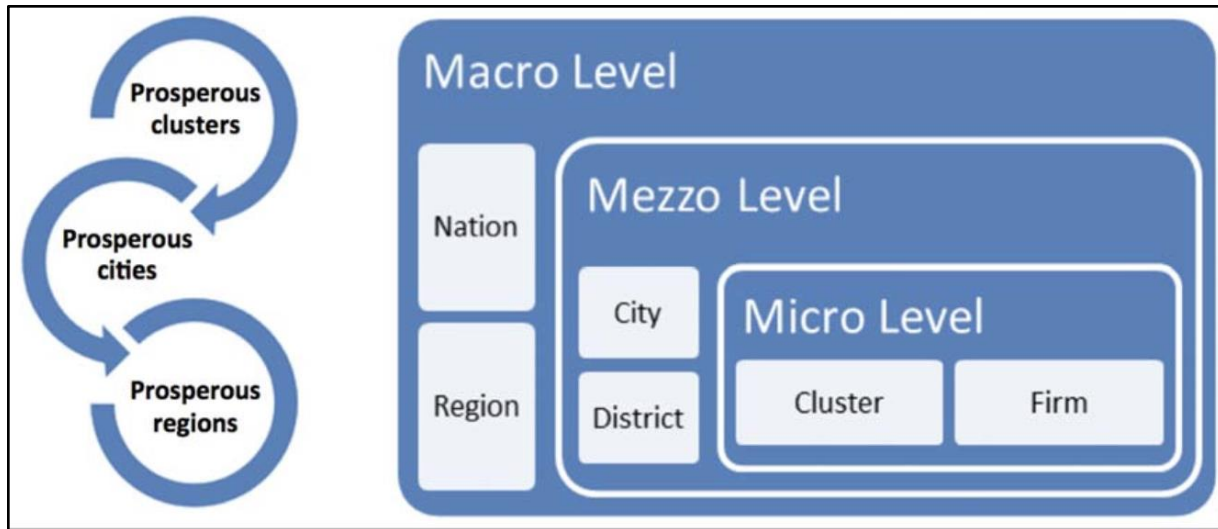 Prosperous
clusters
Prosperous
cities
Prosperous
regions
Macro Level
Nation
Region
Mezzo Level
City
District
Micro Level
Cluster
Firm